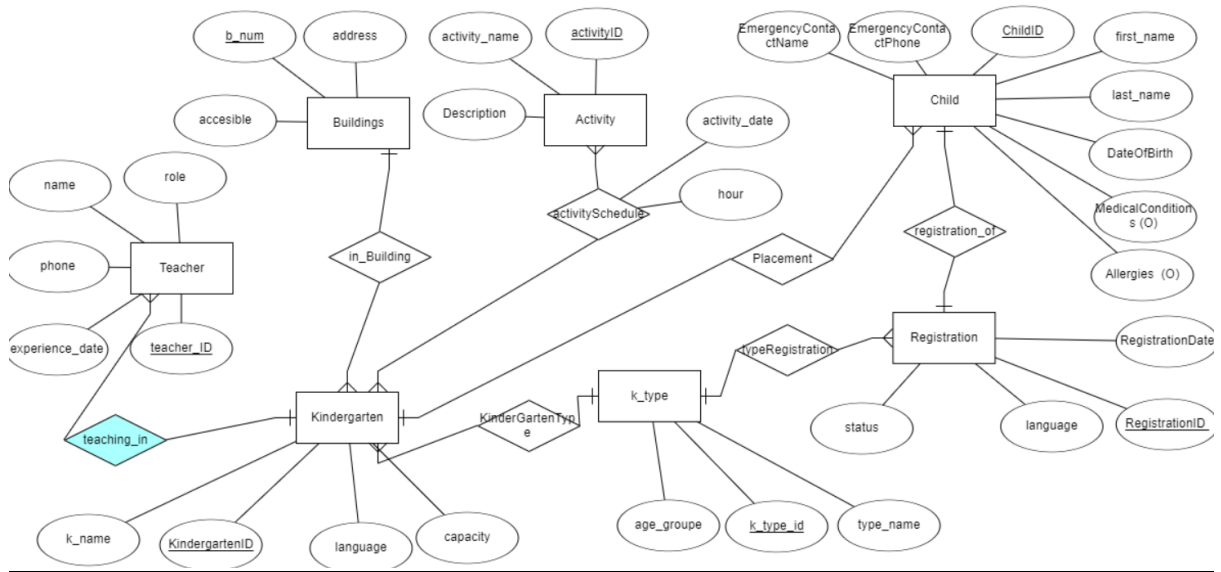 b_num
address
activity_name
activityID
EmergencyConta
ctName
EmergencyConta
ctPhone
ChildID
first_name
accesible
Buildings
Description
Activity
activity_date
Child
last_name
DateOfBirth
name
role
hour
activitySchedule
MedicalCondition
s (O)
registration_of
phone
Teacher
in_Building
Placement
Allergies (O)
experience_date
teacher_ID
typeRegistration
Registration
RegistrationDate
Kindergarten
KinderGartenTyp
e
k_type
teaching_in
status
language
RegistrationID
k_name
KindergartenID
language
capacity
age_groupe
k_type_id
type_name